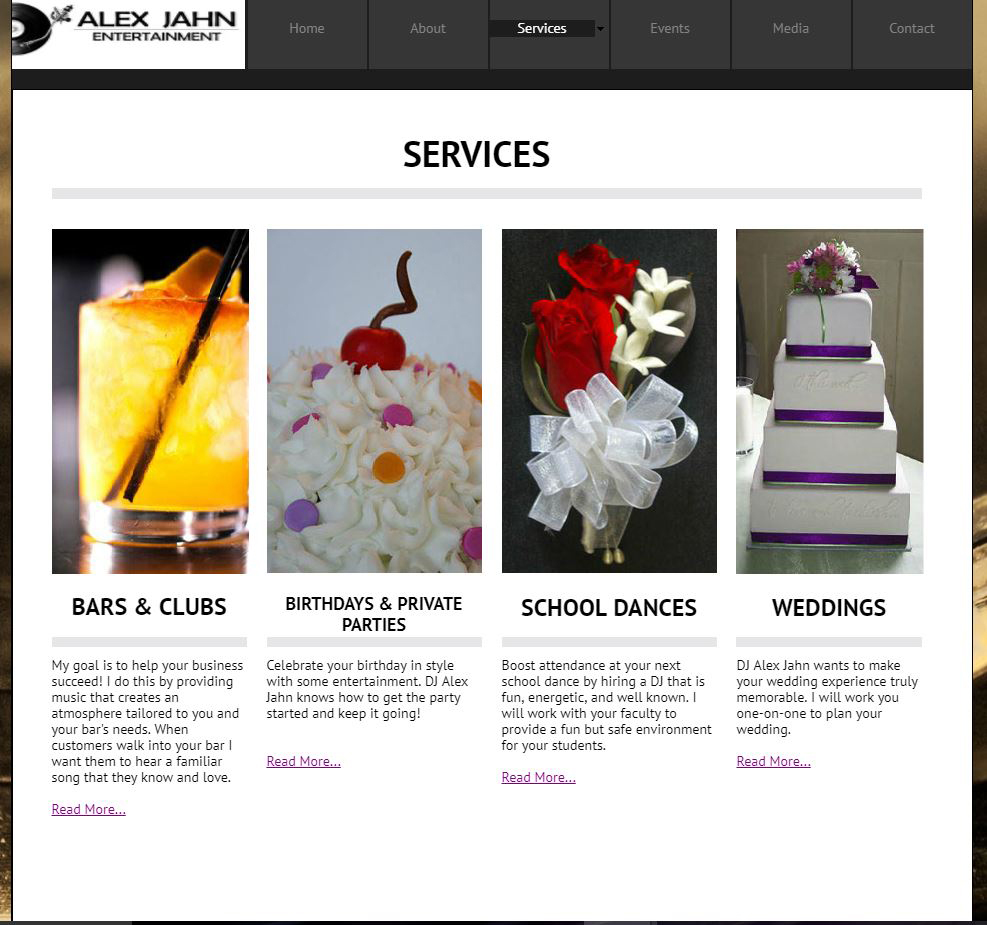 ALEX JAHN
ENTERTAINMENT
Home
About
Services
Events
Media
Contact
SERVICES
BARS & CLUBS
My goal is to help your business
succeed! I do this by providing
music that creates an
atmosphere tailored to you and
your bar's needs. When
customers walk into your bar I
want them to hear a familiar
song that they know and love.
Read More...
BIRTHDAYS & PRIVATE
PARTIES
Celebrate your birthday in style
with some entertainment. DJ Alex
Jahn knows how to get the party
started and keep it going!
Read More...
SCHOOL DANCES
Boost attendance at your next
school dance by hiring a DJ that is
fun, energetic, and well known. I
will work with your faculty to
provide a fun but safe environment
for your students.
Read More...
WEDDINGS
DJ Alex Jahn wants to make
your wedding experience truly
memorable. I will work you
one-on-one to plan your
wedding.
Read More...